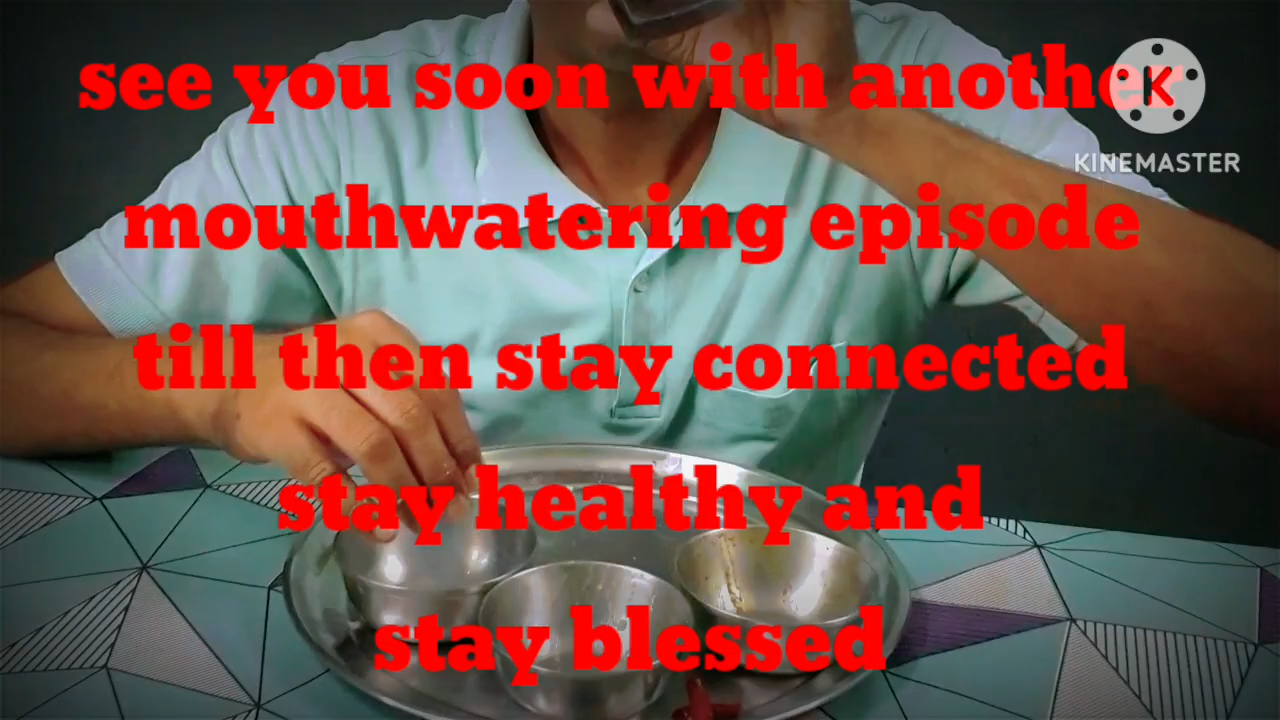 see you soon with another
K
KINEMASTER
mouthwatering episode
till then stay connected
stay healthy and
stay blessed